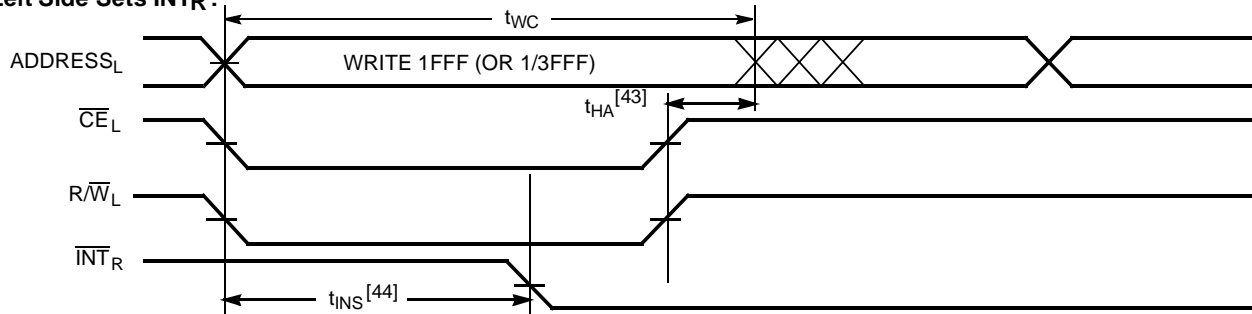 Left Side Sets INTR:
tWC
ADDRESSL
WRITE 1FFF (OR 1/3FFF)
tHA[43]
CEL
R/WL
INTR
tINS[44]